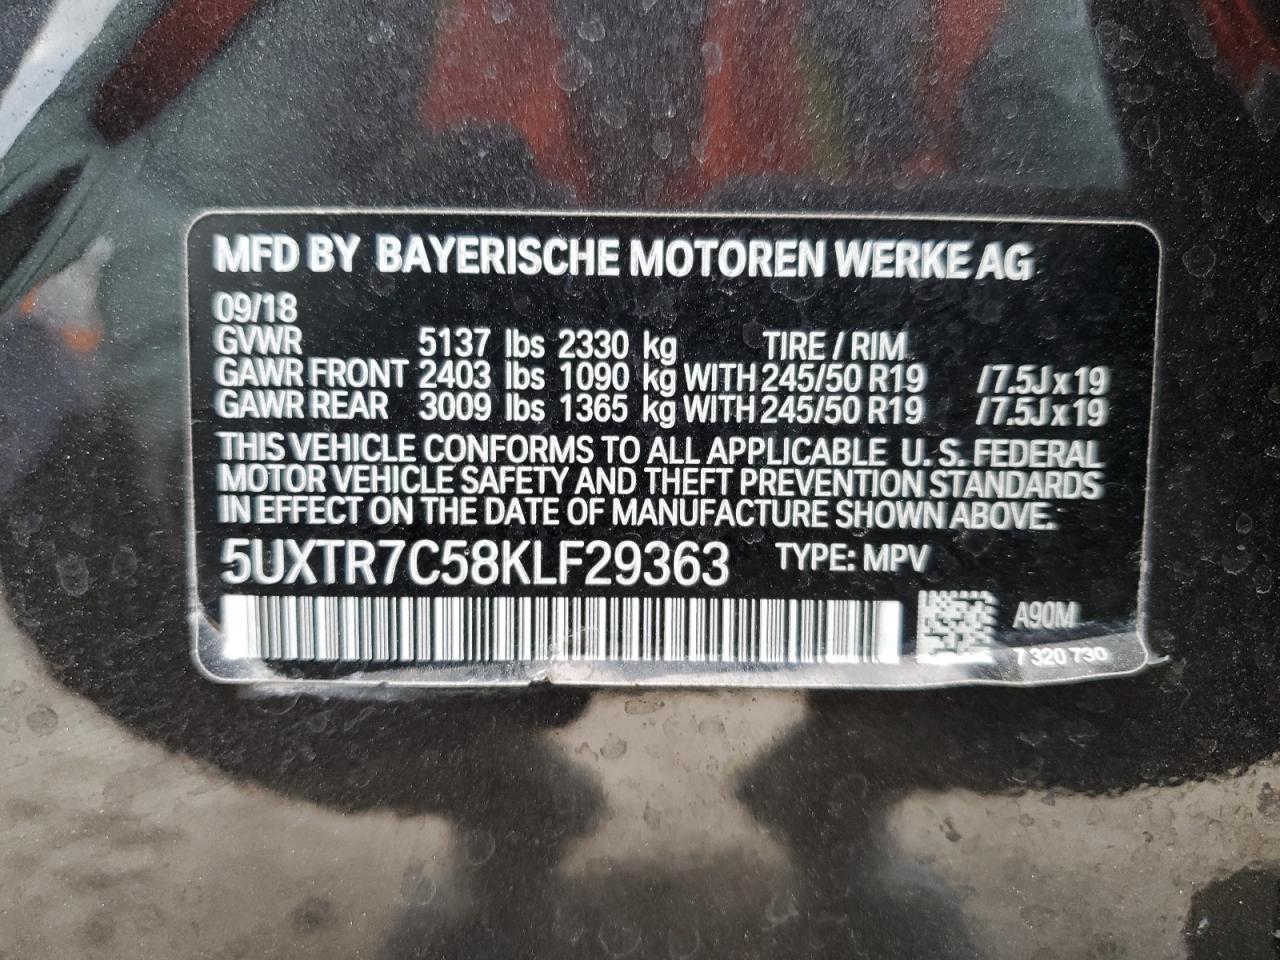 MFD BY BAYERISCHE MOTOREN WERKE AG
09/18
GVWR 5137 lbs 2330 kg TIRE / RIM
GAWR FRONT 2403 lbs 1090 kg WITH 245/50 R19 /7.5J x 19
GAWR REAR 3009 lbs 1365 kg WITH 245/50 R19 /7.5J x 19
THIS VEHICLE CONFORMS TO ALL APPLICABLE U. S. FEDERAL
MOTOR VEHICLE SAFETY AND THEFT PREVENTION STANDARDS
IN EFFECT ON THE DATE OF MANUFACTURE SHOWN ABOVE.
5UXTR7C58KLF29363 TYPE: MPV
A90M
7 320 730